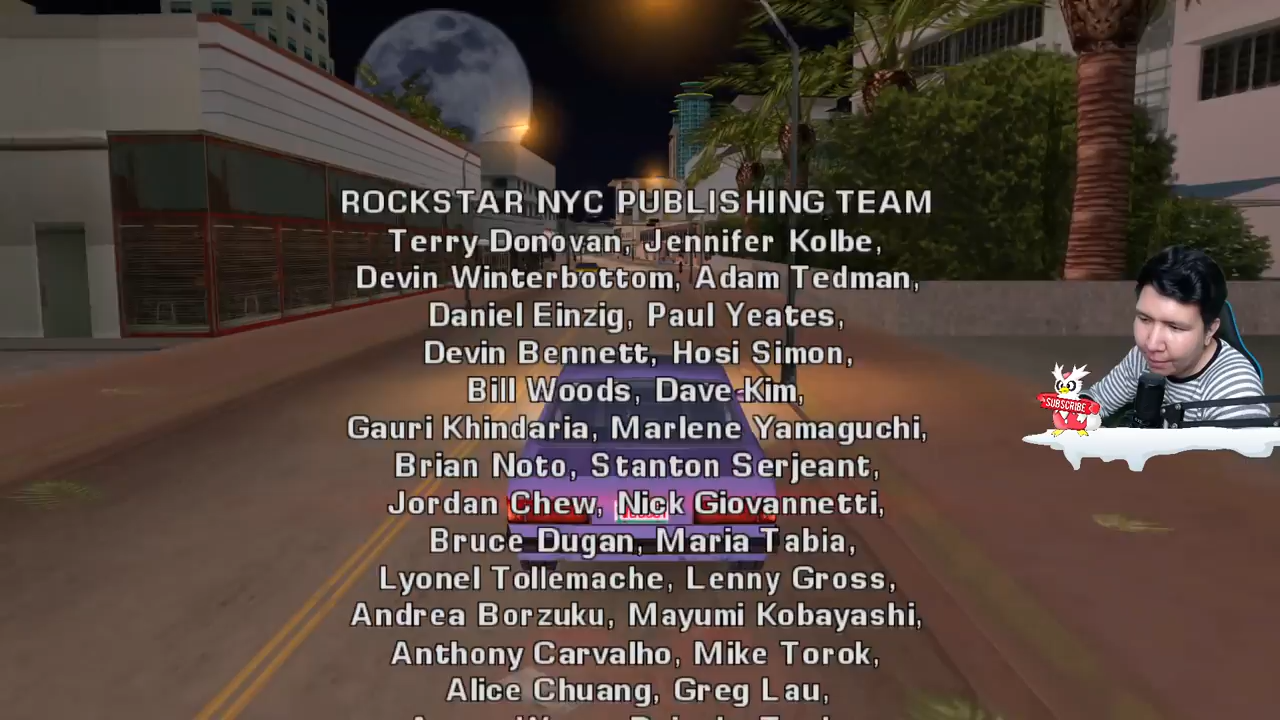 ROCKSTAR NYC PUBLISHING TEAM
Terry Donovan, Jennifer Kolbe,
Devin Winterbottom, Adam Tedman,
Daniel Einzig, Paul Yeates,
Devin Bennett, Hosi Simon,
Bill Woods, Dave Kim,
Gauri Khindaria, Marlene Yamaguchi,
Brian Noto, Stanton Serjeant,
Jordan Chew, Nick Giovannetti,
Bruce Dugan, Maria Tabia,
Lyonel Tollemache, Lenny Gross,
Andrea Borzuku, Mayumi Kobayashi,
Anthony Carvalho, Mike Torok,
Alice Chuang, Greg Lau,
SUBSCRIBE